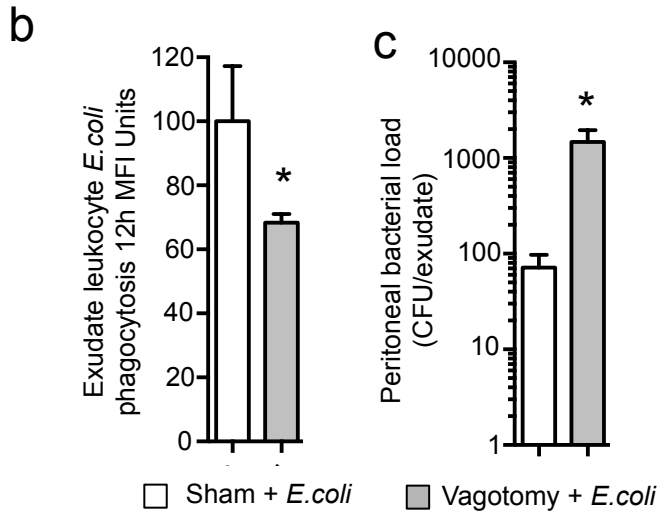 b
Exudate leukocyte E.coli
phagocytosis 12h MFI Units
120
100
80
60
40
20
0
*
c
Peritoneal bacterial load
(CFU/exudate)
10000
1000
100
10
1
*
Sham + E.coli
Vagotomy + E.coli